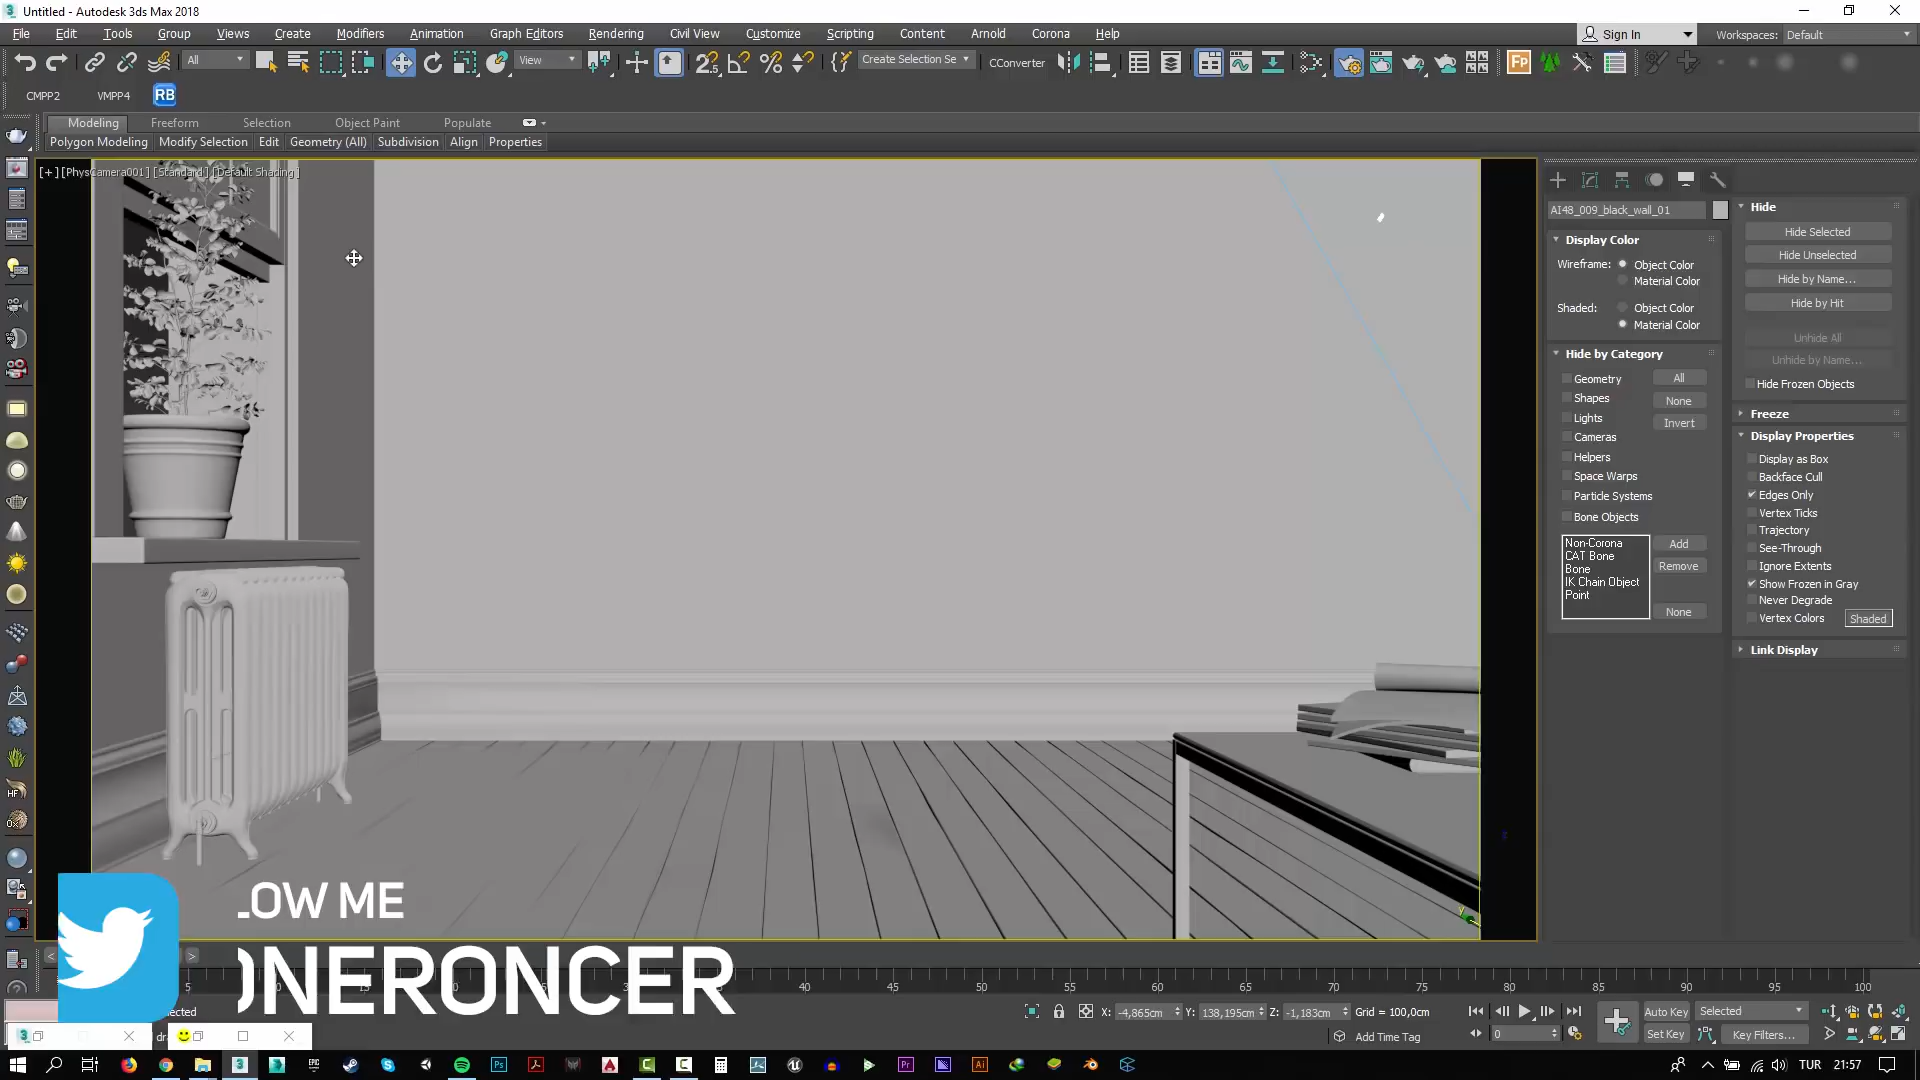 Untitled - Autodesk 3ds Max 2018
File Edit Tools Group Views Create Modifiers Animation Graph Editors Rendering Civil View Customize Scripting Content Arnold Corona Help
Sign In Workspaces: Default
All View Create Selection Se CConverter
CMPP2 VMPP4 RB
Modeling Freeform Selection Object Paint Populate
Polygon Modeling Modify Selection Edit Geometry (All) Subdivision Align Properties
[+] [PhysCamera001] [Standard] [Default Shading]
AI48_009_black_wall_01
Display Color
Wireframe: Object Color
Material Color
Shaded: Object Color
Material Color
Hide by Category
Geometry All
Shapes None
Lights Invert
Cameras
Helpers
Space Warps
Particle Systems
Bone Objects
Non-Corona Add
CAT Bone
Bone Remove
IK Chain Object
Point
None
Hide
Hide Selected
Hide Unselected
Hide by Name...
Hide by Hit
Unhide All
Unhide by Name...
Hide Frozen Objects
Freeze
Display Properties
Display as Box
Backface Cull
Edges Only
Vertex Ticks
Trajectory
See-Through
Ignore Extents
Show Frozen in Gray
Never Degrade
Vertex Colors Shaded
Link Display
LOW ME
ONERONCER
5 40 45 50 55 60 65 70 75 80 85 90 95 100
X: -4,865cm Y: 138,195cm Z: -1,183cm Grid = 100,0cm
Add Time Tag
Auto Key Selected
Set Key Key Filters...
0
TUR 21:57